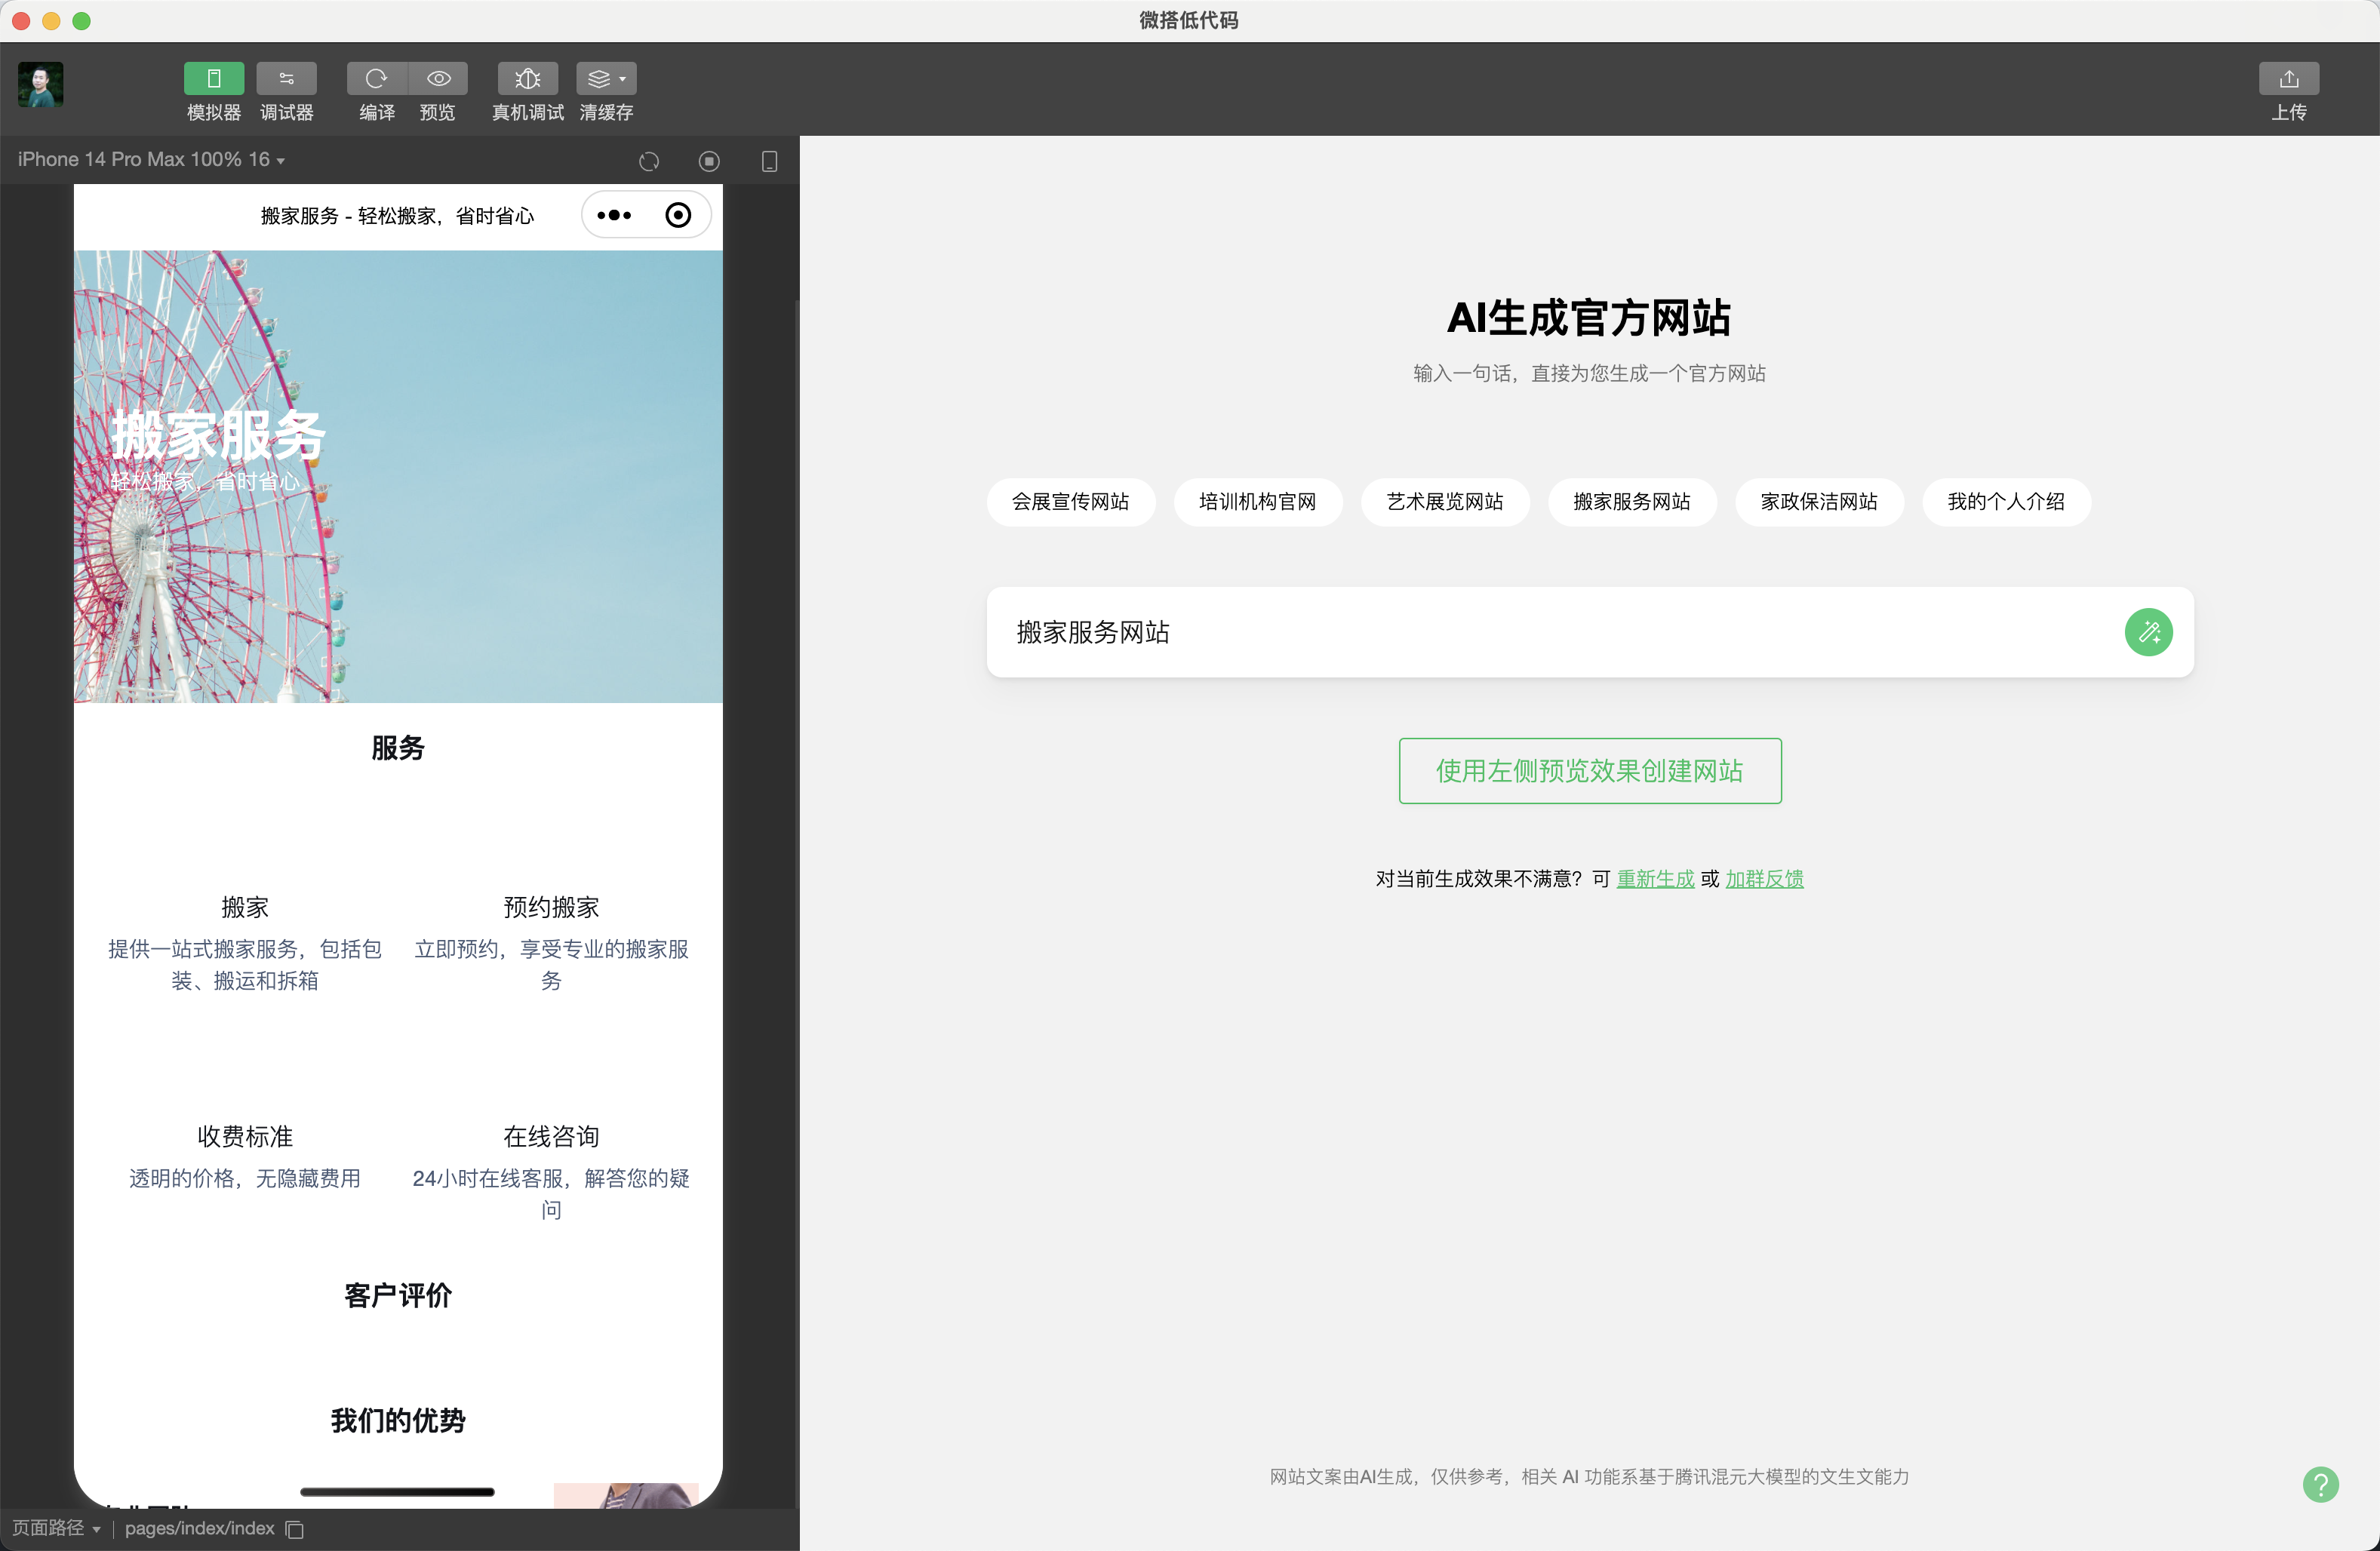 微搭低代码
模拟器 调试器 编译 预览 真机调试 清缓存 上传
iPhone 14 Pro Max 100% 16
搬家服务 - 轻松搬家，省时省心
搬家服务
轻松搬家，省时省心
服务
搬家
提供一站式搬家服务，包括包
装、搬运和拆箱
预约搬家
立即预约，享受专业的搬家服
务
收费标准
透明的价格，无隐藏费用
在线咨询
24小时在线客服，解答您的疑
问
客户评价
我们的优势
页面路径 pages/index/index
AI生成官方网站
输入一句话，直接为您生成一个官方网站
会展宣传网站 培训机构官网 艺术展览网站 搬家服务网站 家政保洁网站 我的个人介绍
搬家服务网站
使用左侧预览效果创建网站
对当前生成效果不满意？可 重新生成 或 加群反馈
网站文案由AI生成，仅供参考，相关 AI 功能系基于腾讯混元大模型的文生文能力
?